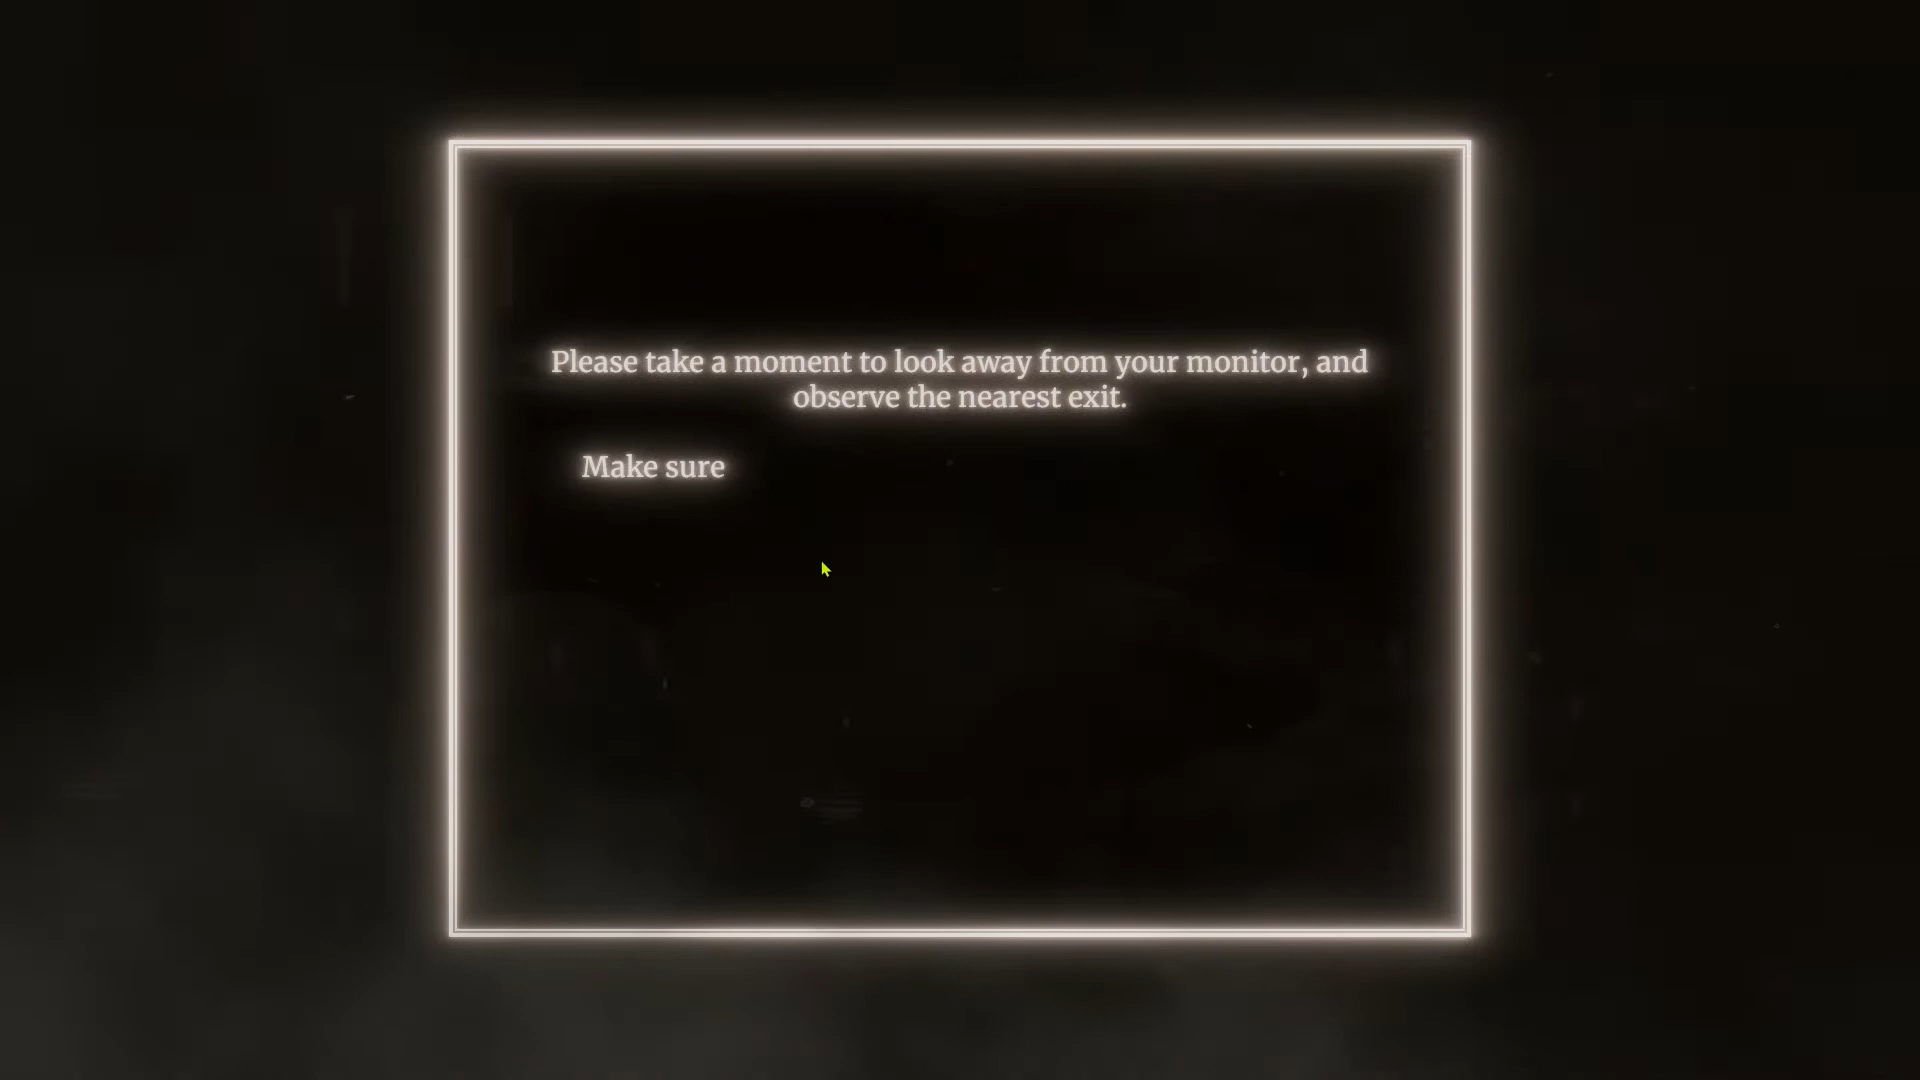 Please take a moment to look away from your monitor, and
observe the nearest exit.
Make sure